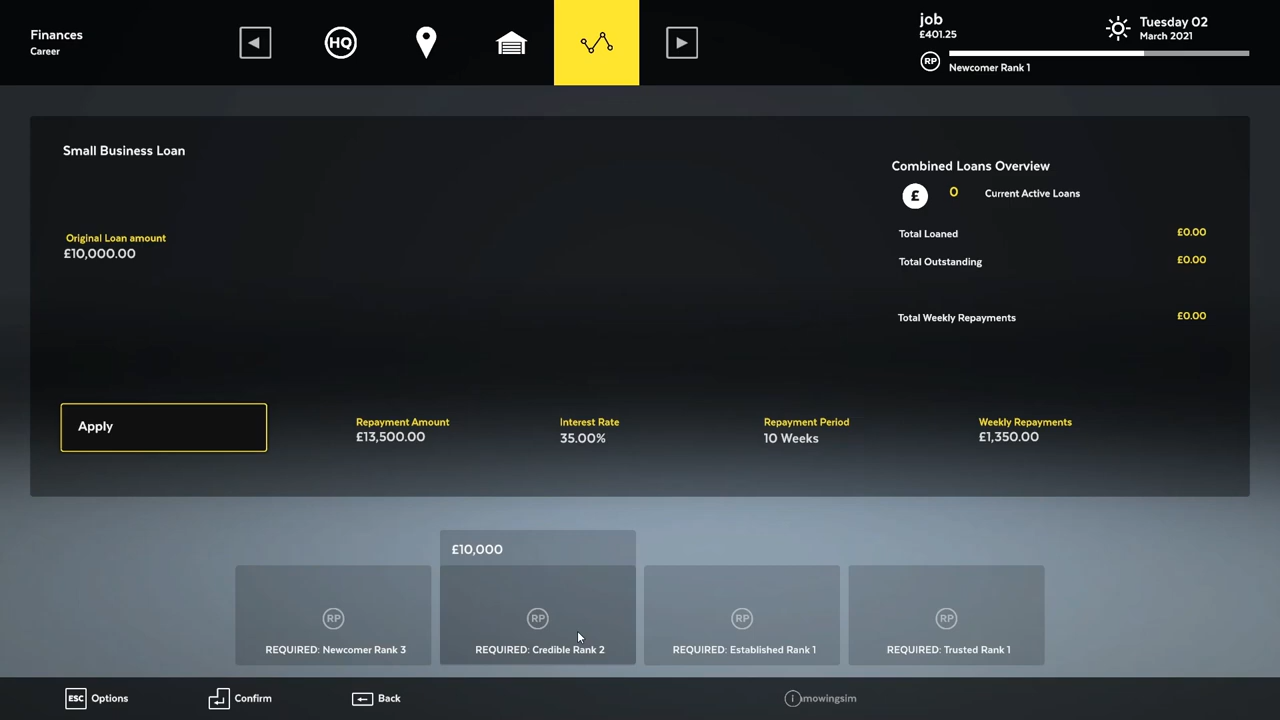 Finances
Career
HQ
job
£401.25
Tuesday 02
March 2021
RP
Newcomer Rank 1
Small Business Loan
Original Loan amount
£10,000.00
Combined Loans Overview
£ 0 Current Active Loans
Total Loaned £0.00
Total Outstanding £0.00
Total Weekly Repayments £0.00
Apply
Repayment Amount
£13,500.00
Interest Rate
35.00%
Repayment Period
10 Weeks
Weekly Repayments
£1,350.00
£10,000
RP
REQUIRED: Newcomer Rank 3
RP
REQUIRED: Credible Rank 2
RP
REQUIRED: Established Rank 1
RP
REQUIRED: Trusted Rank 1
ESC Options
Confirm
Back
i mowingsim